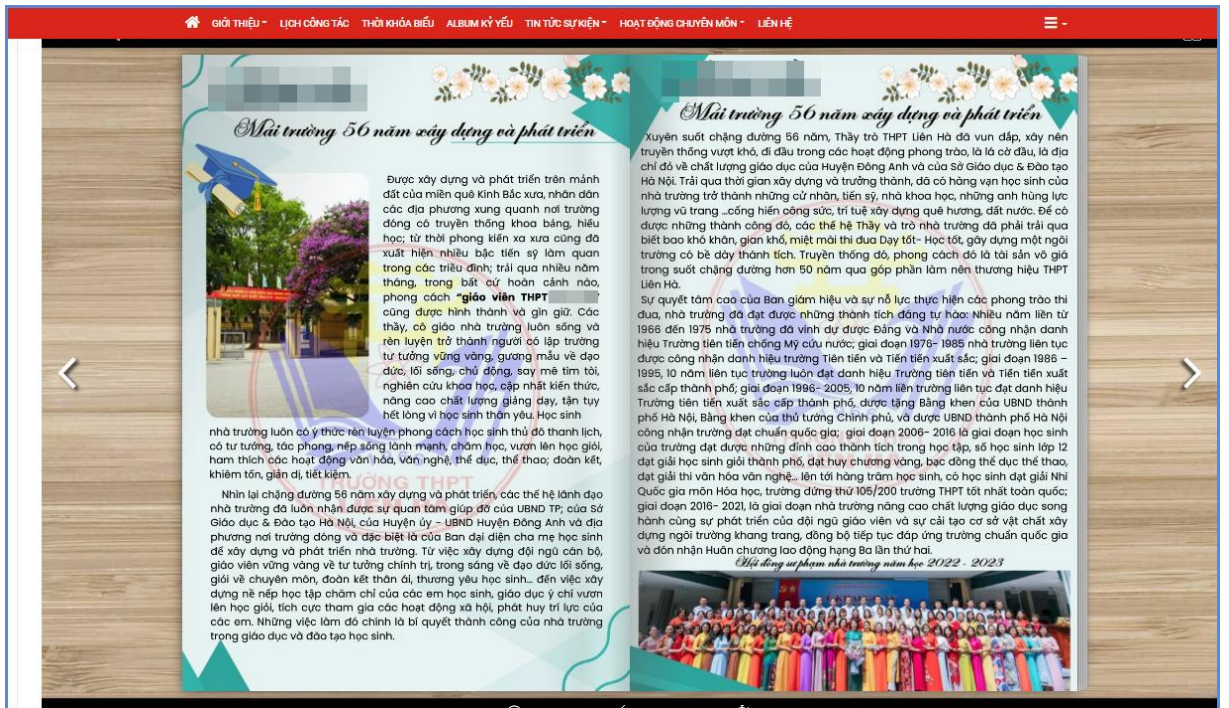 GIỚI THIỆU
LỊCH CÔNG TÁC
THỜI KHÓA BIỂU
ALBUM KỶ YẾU
TIN TỨC SỰ KIỆN
HOẠT ĐỘNG CHUYÊN MÔN
LIÊN HỆ
Mái trường 56 năm xây dựng và phát triển
Được xây dựng và phát triển trên mảnh
đất của miền quê Kinh Bắc xưa, nhân dân
các địa phương xung quanh nơi trường
đóng có truyền thống khoa bảng, hiếu
học; từ thời phong kiến xa xưa cũng đã
xuất hiện nhiều bậc tiến sỹ làm quan
trong các triều đình; trải qua nhiều năm
tháng, trong bất cứ hoàn cảnh nào,
phong cách "giáo viên THPT
cũng được hình thành và gìn giữ. Các
thầy, cô giáo nhà trường luôn sống và
rèn luyện trở thành người có lập trường
tư tưởng vững vàng, gương mẫu về đạo
đức, lối sống, chủ động, say mê tìm tòi,
nghiên cứu khoa học, cập nhất kiến thức,
nâng cao chất lượng giảng dạy, tận tụy
hết lòng vì học sinh thân yêu. Học sinh
nhà trường luôn có ý thức rèn luyện phong cách học sinh thủ đô thanh lịch,
có tư tưởng, tác phong, nếp sống lành mạnh, chăm học, vươn lên học giỏi,
ham thích các hoạt động văn hóa, văn nghệ, thể dục, thể thao; đoàn kết,
khiêm tốn, giản dị, tiết kiệm.
Nhìn lại chặng đường 56 năm xây dựng và phát triển, các thế hệ lãnh đạo
nhà trường đã luôn nhận được sự quan tâm giúp đỡ của UBND TP; của Sở
Giáo dục & Đào tạo Hà Nội, của Huyện ủy – UBND Huyện Đông Anh và địa
phương nơi trường đóng và đặc biệt là của Ban đại diện cha mẹ học sinh
để xây dựng và phát triển nhà trường. Từ việc xây dựng đội ngũ cán bộ,
giáo viên vững vàng về tư tưởng chính trị, trong sáng về đạo đức lối sống,
giỏi về chuyên môn, đoàn kết thân ái, thương yêu học sinh... đến việc xây
dựng nề nếp học tập chăm chỉ của các em học sinh, giáo dục ý chí vươn
lên học giỏi, tích cực tham gia các hoạt động xã hội, phát huy trí lực của
các em. Những việc làm đó chính là bí quyết thành công của nhà trường
trong giáo dục và đào tạo học sinh.
TRƯỜNG THPT
LIÊN HÀ
Mái trường 56 năm xây dựng và phát triển
Xuyên suốt chặng đường 56 năm, Thầy trò THPT Liên Hà đã vun đắp, xây nên
truyền thống vượt khó, đi đầu trong các hoạt động phong trào, là lá cờ đầu, là địa
chỉ đỏ về chất lượng giáo dục của Huyện Đông Anh và của Sở Giáo dục & Đào tạo
Hà Nội. Trải qua thời gian xây dựng và trưởng thành, đã có hàng vạn học sinh của
nhà trường trở thành những cử nhân, tiến sỹ, nhà khoa học, những anh hùng lực
lượng vũ trang ...cống hiến công sức, trí tuệ xây dựng quê hương, đất nước. Để có
được những thành công đó, các thế hệ Thầy và trò nhà trường đã phải trải qua
biết bao khó khăn, gian khổ, miệt mài thi đua Dạy tốt- Học tốt, gây dựng một ngôi
trường có bề dày thành tích. Truyền thống đó, phong cách đó là tài sản vô giá
trong suốt chặng đường hơn 50 năm qua góp phần làm nên thương hiệu THPT
Liên Hà.
Sự quyết tâm cao của Ban giám hiệu và sự nỗ lực thực hiện các phong trào thi
đua, nhà trường đã đạt được những thành tích đáng tự hào: Nhiều năm liền từ
1966 đến 1975 nhà trường đã vinh dự được Đảng và Nhà nước công nhận danh
hiệu Trường tiên tiến chống Mỹ cứu nước; giai đoạn 1976- 1985 nhà trường liên tục
được công nhận danh hiệu trường Tiên tiến và Tiến tiến xuất sắc; giai đoạn 1986 –
1995, 10 năm liên tục trường luôn đạt danh hiệu Trường tiên tiến và Tiến tiến xuất
sắc cấp thành phố; giai đoạn 1996- 2005, 10 năm liền trường liên tục đạt danh hiệu
Trường tiên tiến xuất sắc cấp thành phố, được tặng Bằng khen của UBND thành
phố Hà Nội, Bằng khen của thủ tướng Chính phủ, và được UBND thành phố Hà Nội
công nhận trường đạt chuẩn quốc gia; giai đoạn 2006- 2016 là giai đoạn học sinh
của trường đạt được những đỉnh cao thành tích trong học tập, số học sinh lớp 12
đạt giải học sinh giỏi thành phố, đạt huy chương vàng, bạc đồng thể dục thể thao,
đạt giải thi văn hóa văn nghệ... lên tới hàng trăm học sinh, có học sinh đạt giải Nhì
Quốc gia môn Hóa học, trường đứng thứ 105/200 trường THPT tốt nhất toàn quốc;
giai đoạn 2016- 2021, là giai đoạn nhà trường nâng cao chất lượng giáo dục song
hành cùng sự phát triển của đội ngũ giáo viên và sự cải tạo cơ sở vật chất xây
dựng ngôi trường khang trang, đồng bộ tiếp tục đáp ứng trường chuẩn quốc gia
và đón nhận Huân chương lao động hạng Ba lần thứ hai.
Hội đồng sư phạm nhà trường năm học 2022 - 2023